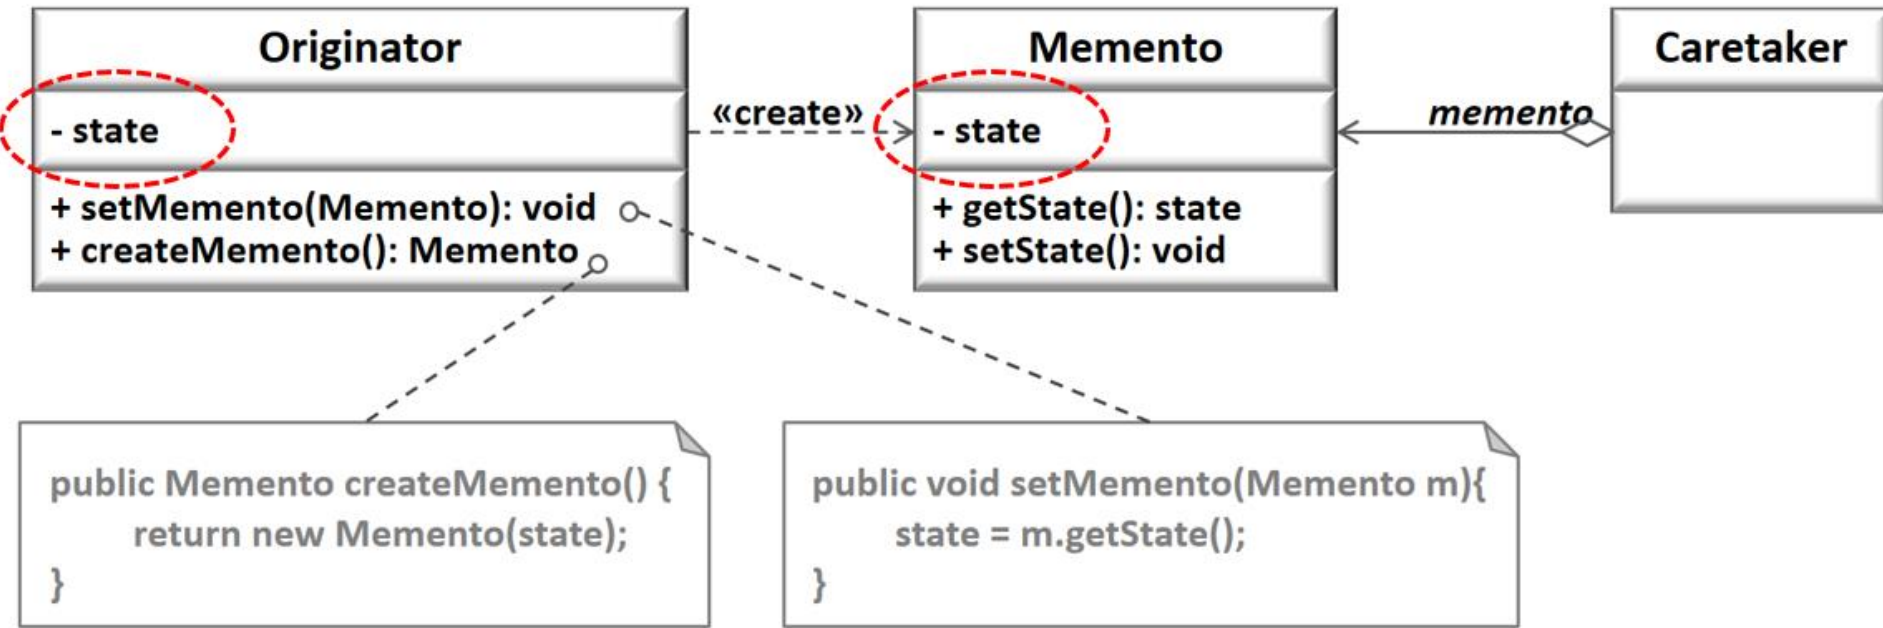 Originator
- state
+ setMemento(Memento): void
+ createMemento(): Memento
«create»
Memento
- state
+ getState(): state
+ setState(): void
memento
Caretaker
public Memento createMemento() {
return new Memento(state);
}
public void setMemento(Memento m){
state = m.getState();
}